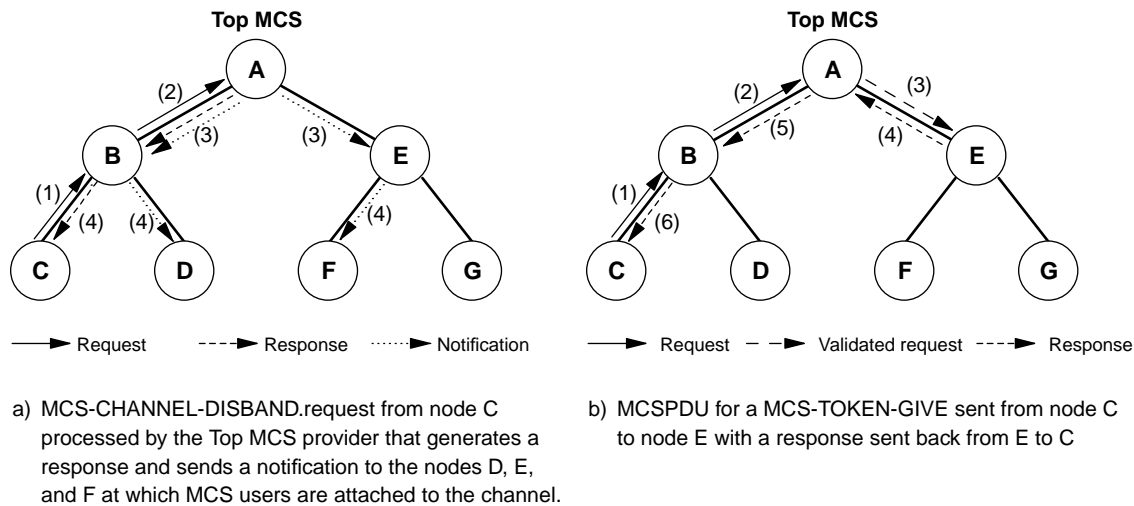 Top MCS
A
(2)
(3)
(3)
B
E
(1)
(4)
(4)
(4)
C
D
F
G
Request
Response
Notification
a) MCS-CHANNEL-DISBAND.request from node C
processed by the Top MCS provider that generates a
response and sends a notification to the nodes D, E,
and F at which MCS users are attached to the channel.
Top MCS
A
(2)
(3)
(5)
(4)
B
E
(1)
(6)
C
D
F
G
Request
Validated request
Response
b) MCSPDU for a MCS-TOKEN-GIVE sent from node C
to node E with a response sent back from E to C